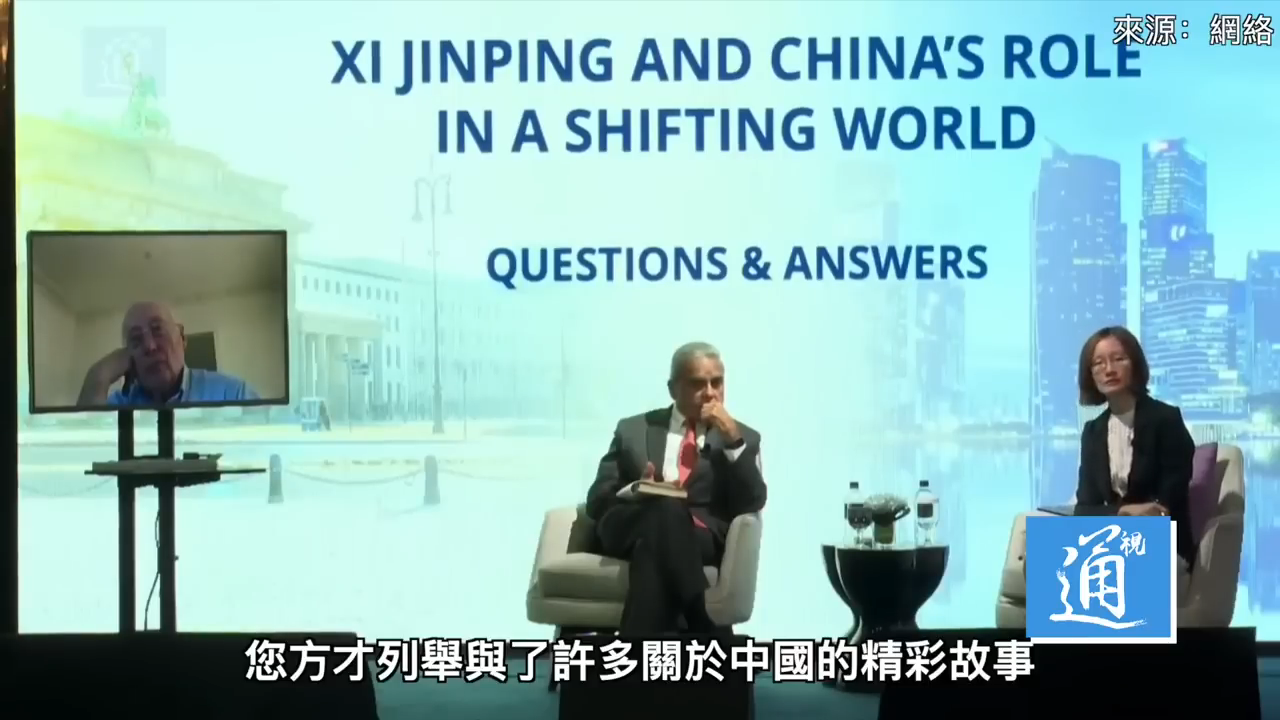 來源：網絡
XI JINPING AND CHINA'S ROLE
IN A SHIFTING WORLD
QUESTIONS & ANSWERS
通視
您方才列舉與了許多關於中國的精彩故事